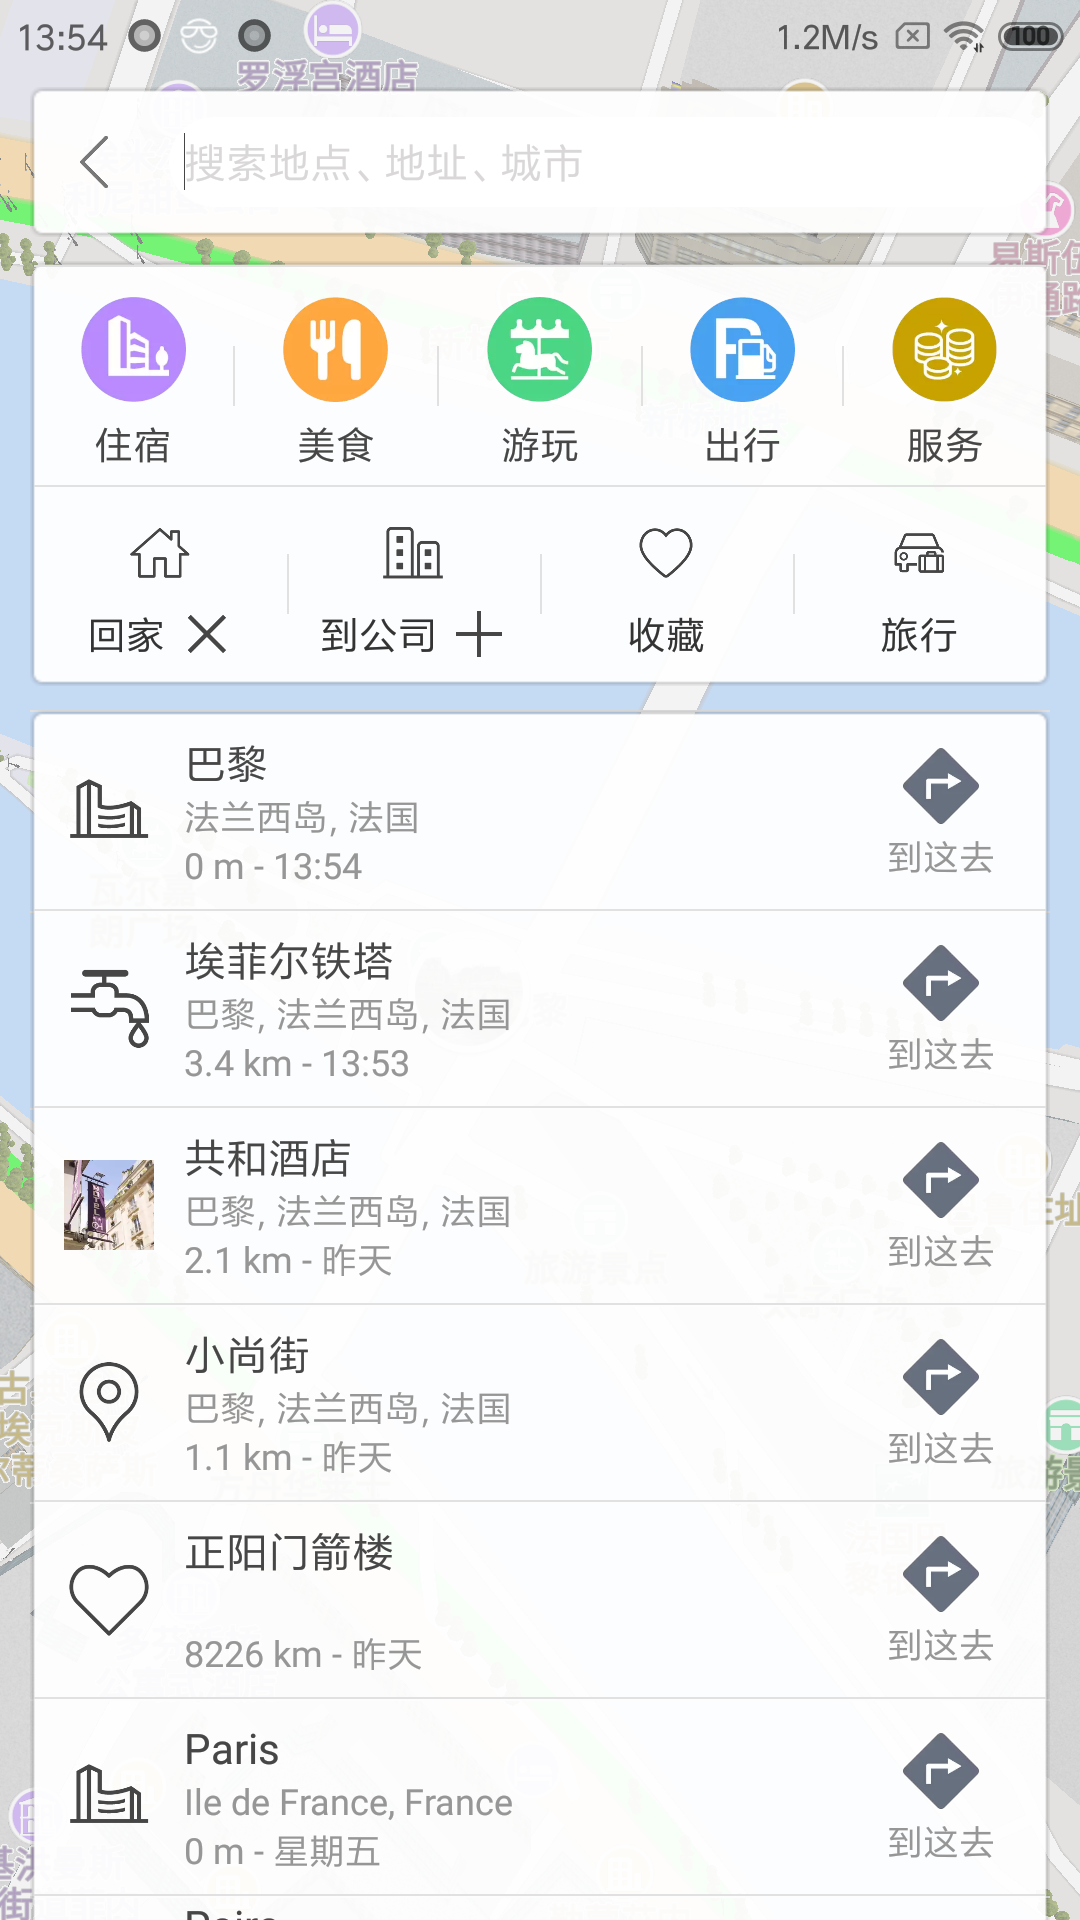 13:54
1.2M/s
100
罗浮宫酒店
搜索地点、地址、城市
住宿
美食
游玩
出行
服务
回家
到公司
收藏
旅行
巴黎
法兰西岛, 法国
0 m - 13:54
到这去
埃菲尔铁塔
巴黎, 法兰西岛, 法国
3.4 km - 13:53
到这去
共和酒店
巴黎, 法兰西岛, 法国
2.1 km - 昨天
到这去
小尚街
巴黎, 法兰西岛, 法国
1.1 km - 昨天
到这去
正阳门箭楼
8226 km - 昨天
到这去
Paris
Ile de France, France
0 m - 星期五
到这去